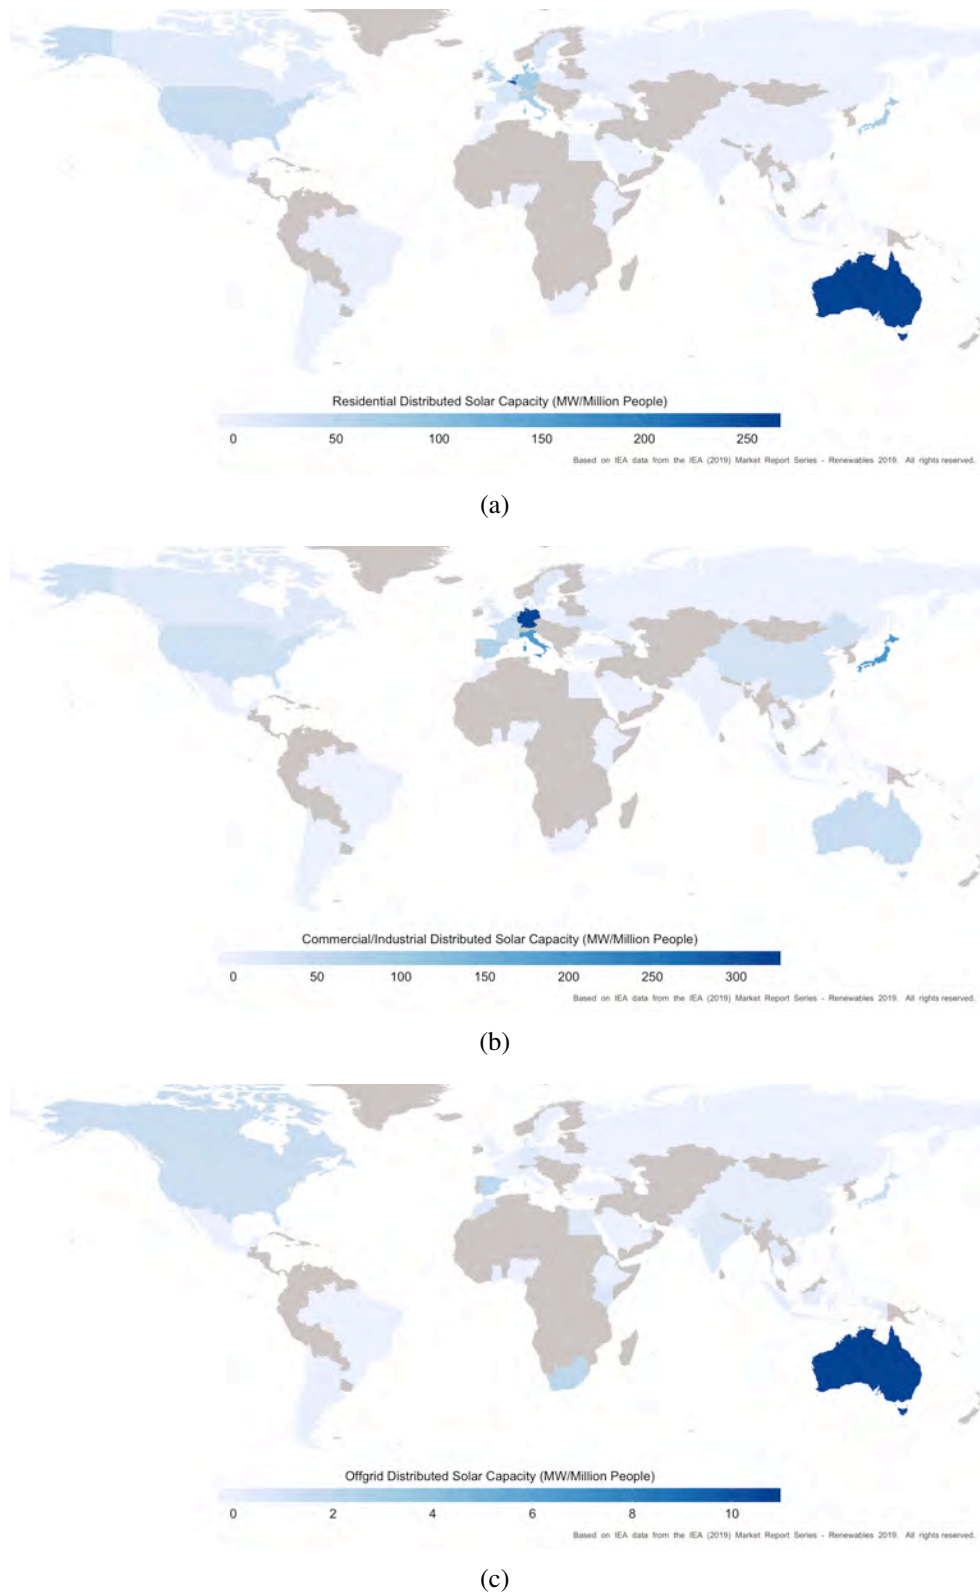 Residential Distributed Solar Capacity (MW/Million People)
0 50 100 150 200 250
Based on IEA data from the IEA (2019) Market Report Series - Renewables 2019. All rights reserved.
(a)
Commercial/Industrial Distributed Solar Capacity (MW/Million People)
0 50 100 150 200 250 300
Based on IEA data from the IEA (2019) Market Report Series - Renewables 2019. All rights reserved.
(b)
Offgrid Distributed Solar Capacity (MW/Million People)
0 2 4 6 8 10
Based on IEA data from the IEA (2019) Market Report Series - Renewables 2019. All rights reserved.
(c)